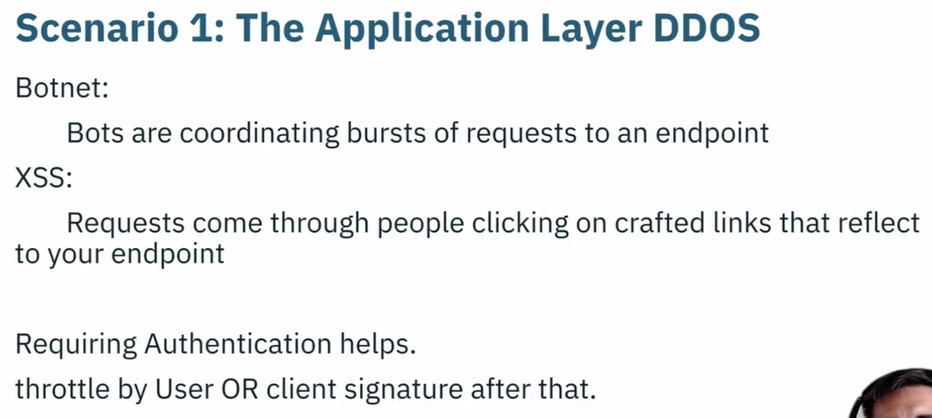 Scenario 1: The Application Layer DDOS
Botnet:
Bots are coordinating bursts of requests to an endpoint
XSS:
Requests come through people clicking on crafted links that reflect
to your endpoint
Requiring Authentication helps.
throttle by User OR client signature after that.